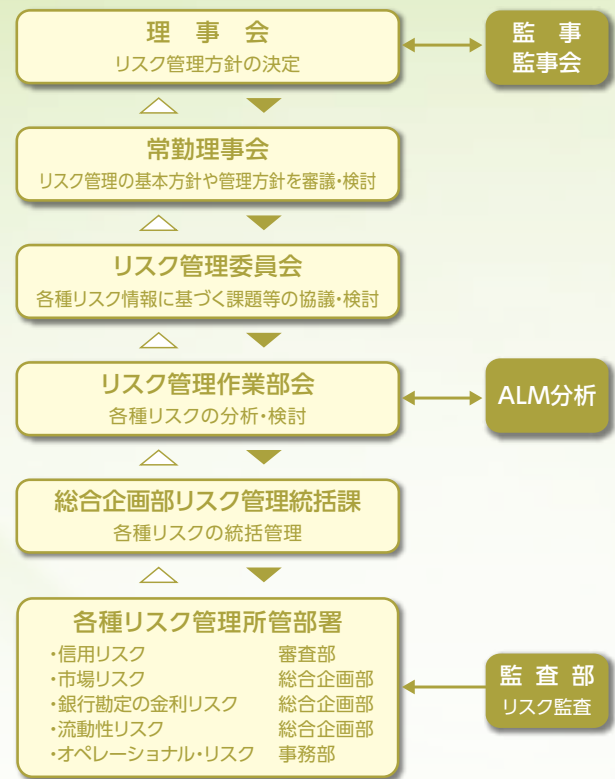 理 事 会
リスク管理方針の決定
監 事
監事会
常勤理事会
リスク管理の基本方針や管理方針を審議・検討
リスク管理委員会
各種リスク情報に基づく課題等の協議・検討
リスク管理作業部会
各種リスクの分析・検討
ALM分析
総合企画部リスク管理統括課
各種リスクの統括管理
各種リスク管理所管部署
・信用リスク 審査部
・市場リスク 総合企画部
・銀行勘定の金利リスク 総合企画部
・流動性リスク 総合企画部
・オペレーショナル・リスク 事務部
監 査 部
リスク監査